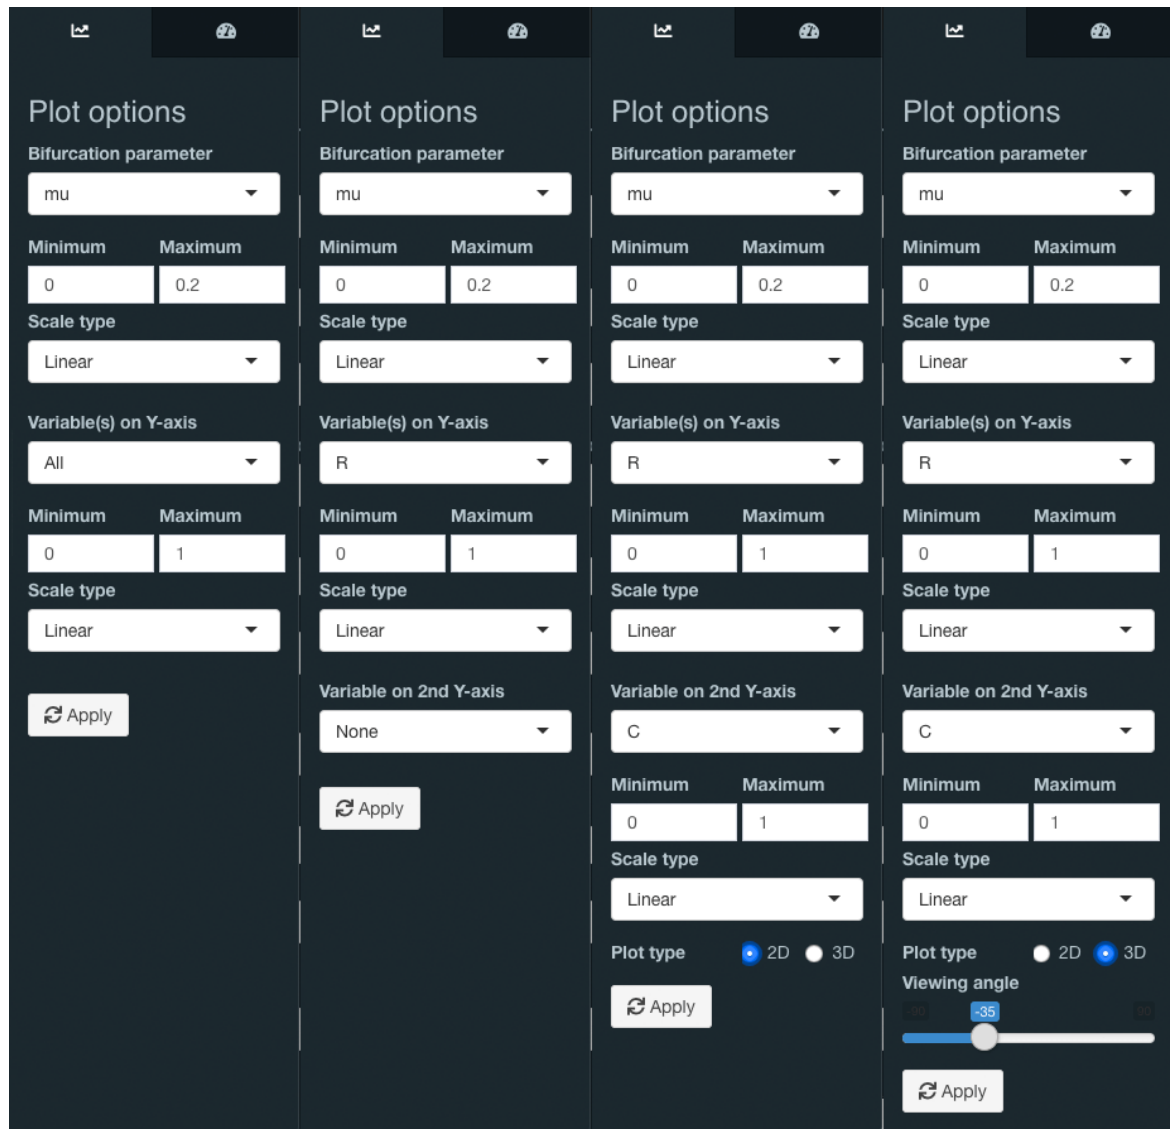 Plot options
Bifurcation parameter
mu
Minimum Maximum
0 0.2
Scale type
Linear
Variable(s) on Y-axis
All
Minimum Maximum
0 1
Scale type
Linear
Apply
Plot options
Bifurcation parameter
mu
Minimum Maximum
0 0.2
Scale type
Linear
Variable(s) on Y-axis
R
Minimum Maximum
0 1
Scale type
Linear
Variable on 2nd Y-axis
None
Apply
Plot options
Bifurcation parameter
mu
Minimum Maximum
0 0.2
Scale type
Linear
Variable(s) on Y-axis
R
Minimum Maximum
0 1
Scale type
Linear
Variable on 2nd Y-axis
C
Minimum Maximum
0 1
Scale type
Linear
Plot type 2D 3D
Apply
Plot options
Bifurcation parameter
mu
Minimum Maximum
0 0.2
Scale type
Linear
Variable(s) on Y-axis
R
Minimum Maximum
0 1
Scale type
Linear
Variable on 2nd Y-axis
C
Minimum Maximum
0 1
Scale type
Linear
Plot type 2D 3D
Viewing angle
-90 -35 90
Apply